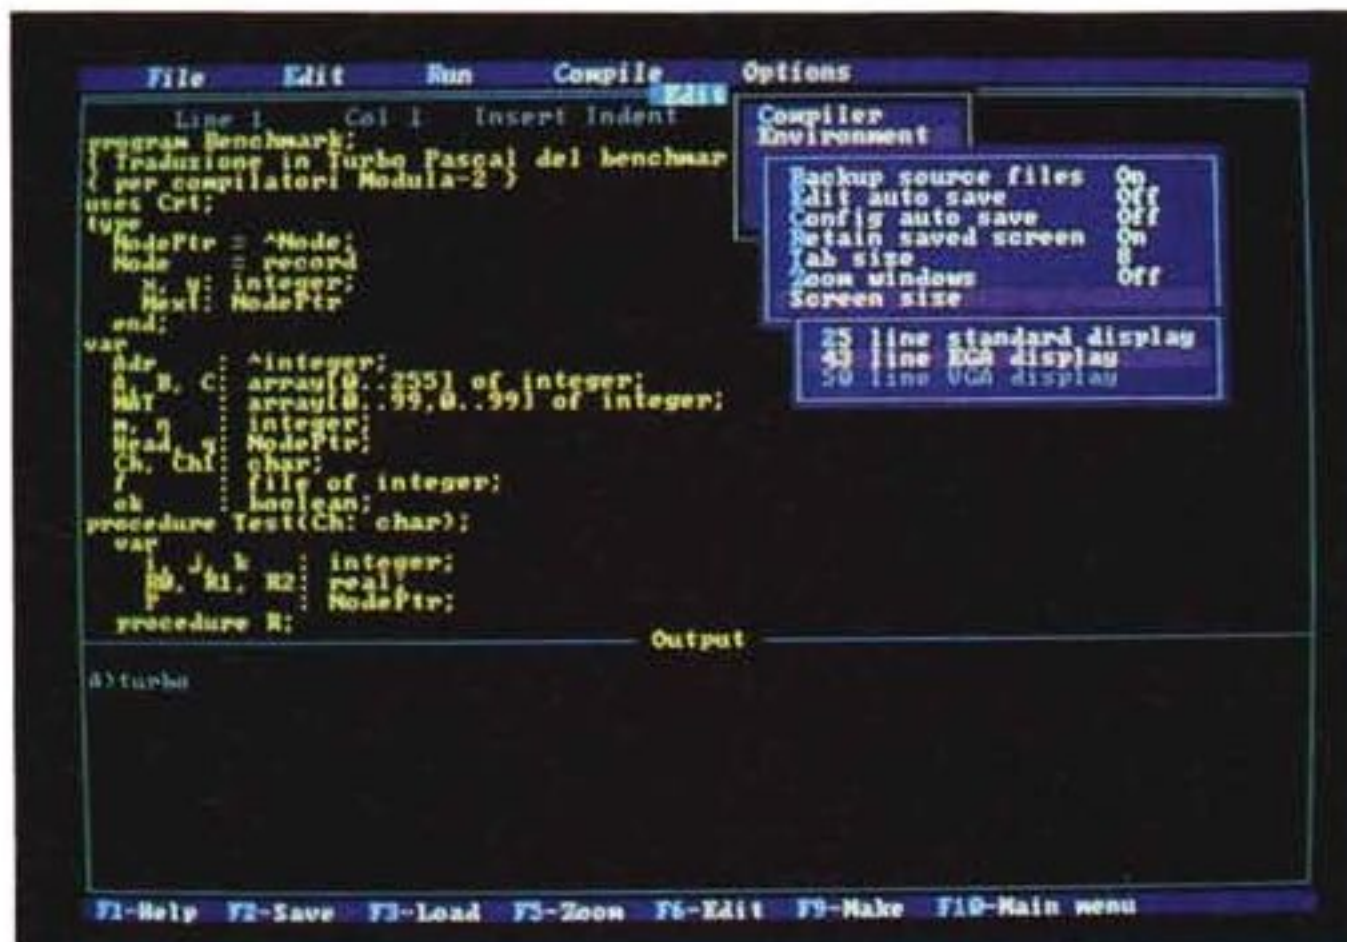 File Edit Run Compile Options
Edit
Line 1 Col 1 Insert Indent
program Benchmark;
{ Traduzione in Turbo Pascal del benchmar
{ per compilatori Modula-2 }
uses Crt;
type
NodePtr = ^Node;
Node = record
x, y: integer;
Next: NodePtr
end;
var
Adr : ^integer;
A, B, C: array[0..255] of integer;
MAT : array[0..99,0..99] of integer;
m, n : integer;
Head, q: NodePtr;
Ch, Ch1: char;
f : file of integer;
ok : boolean;
procedure Test(Ch: char);
var
i, j, k : integer;
R0, R1, R2: real;
P : NodePtr;
procedure R;
Compiler
Environment
Backup source files On
Edit auto save Off
Config auto save Off
Retain saved screen On
Tab size 8
Zoom windows Off
Screen size
25 line standard display
43 line EGA display
50 line VGA display
Output
A>turbo
F1-Help F2-Save F3-Load F5-Zoom F6-Edit F9-Make F10-Main menu